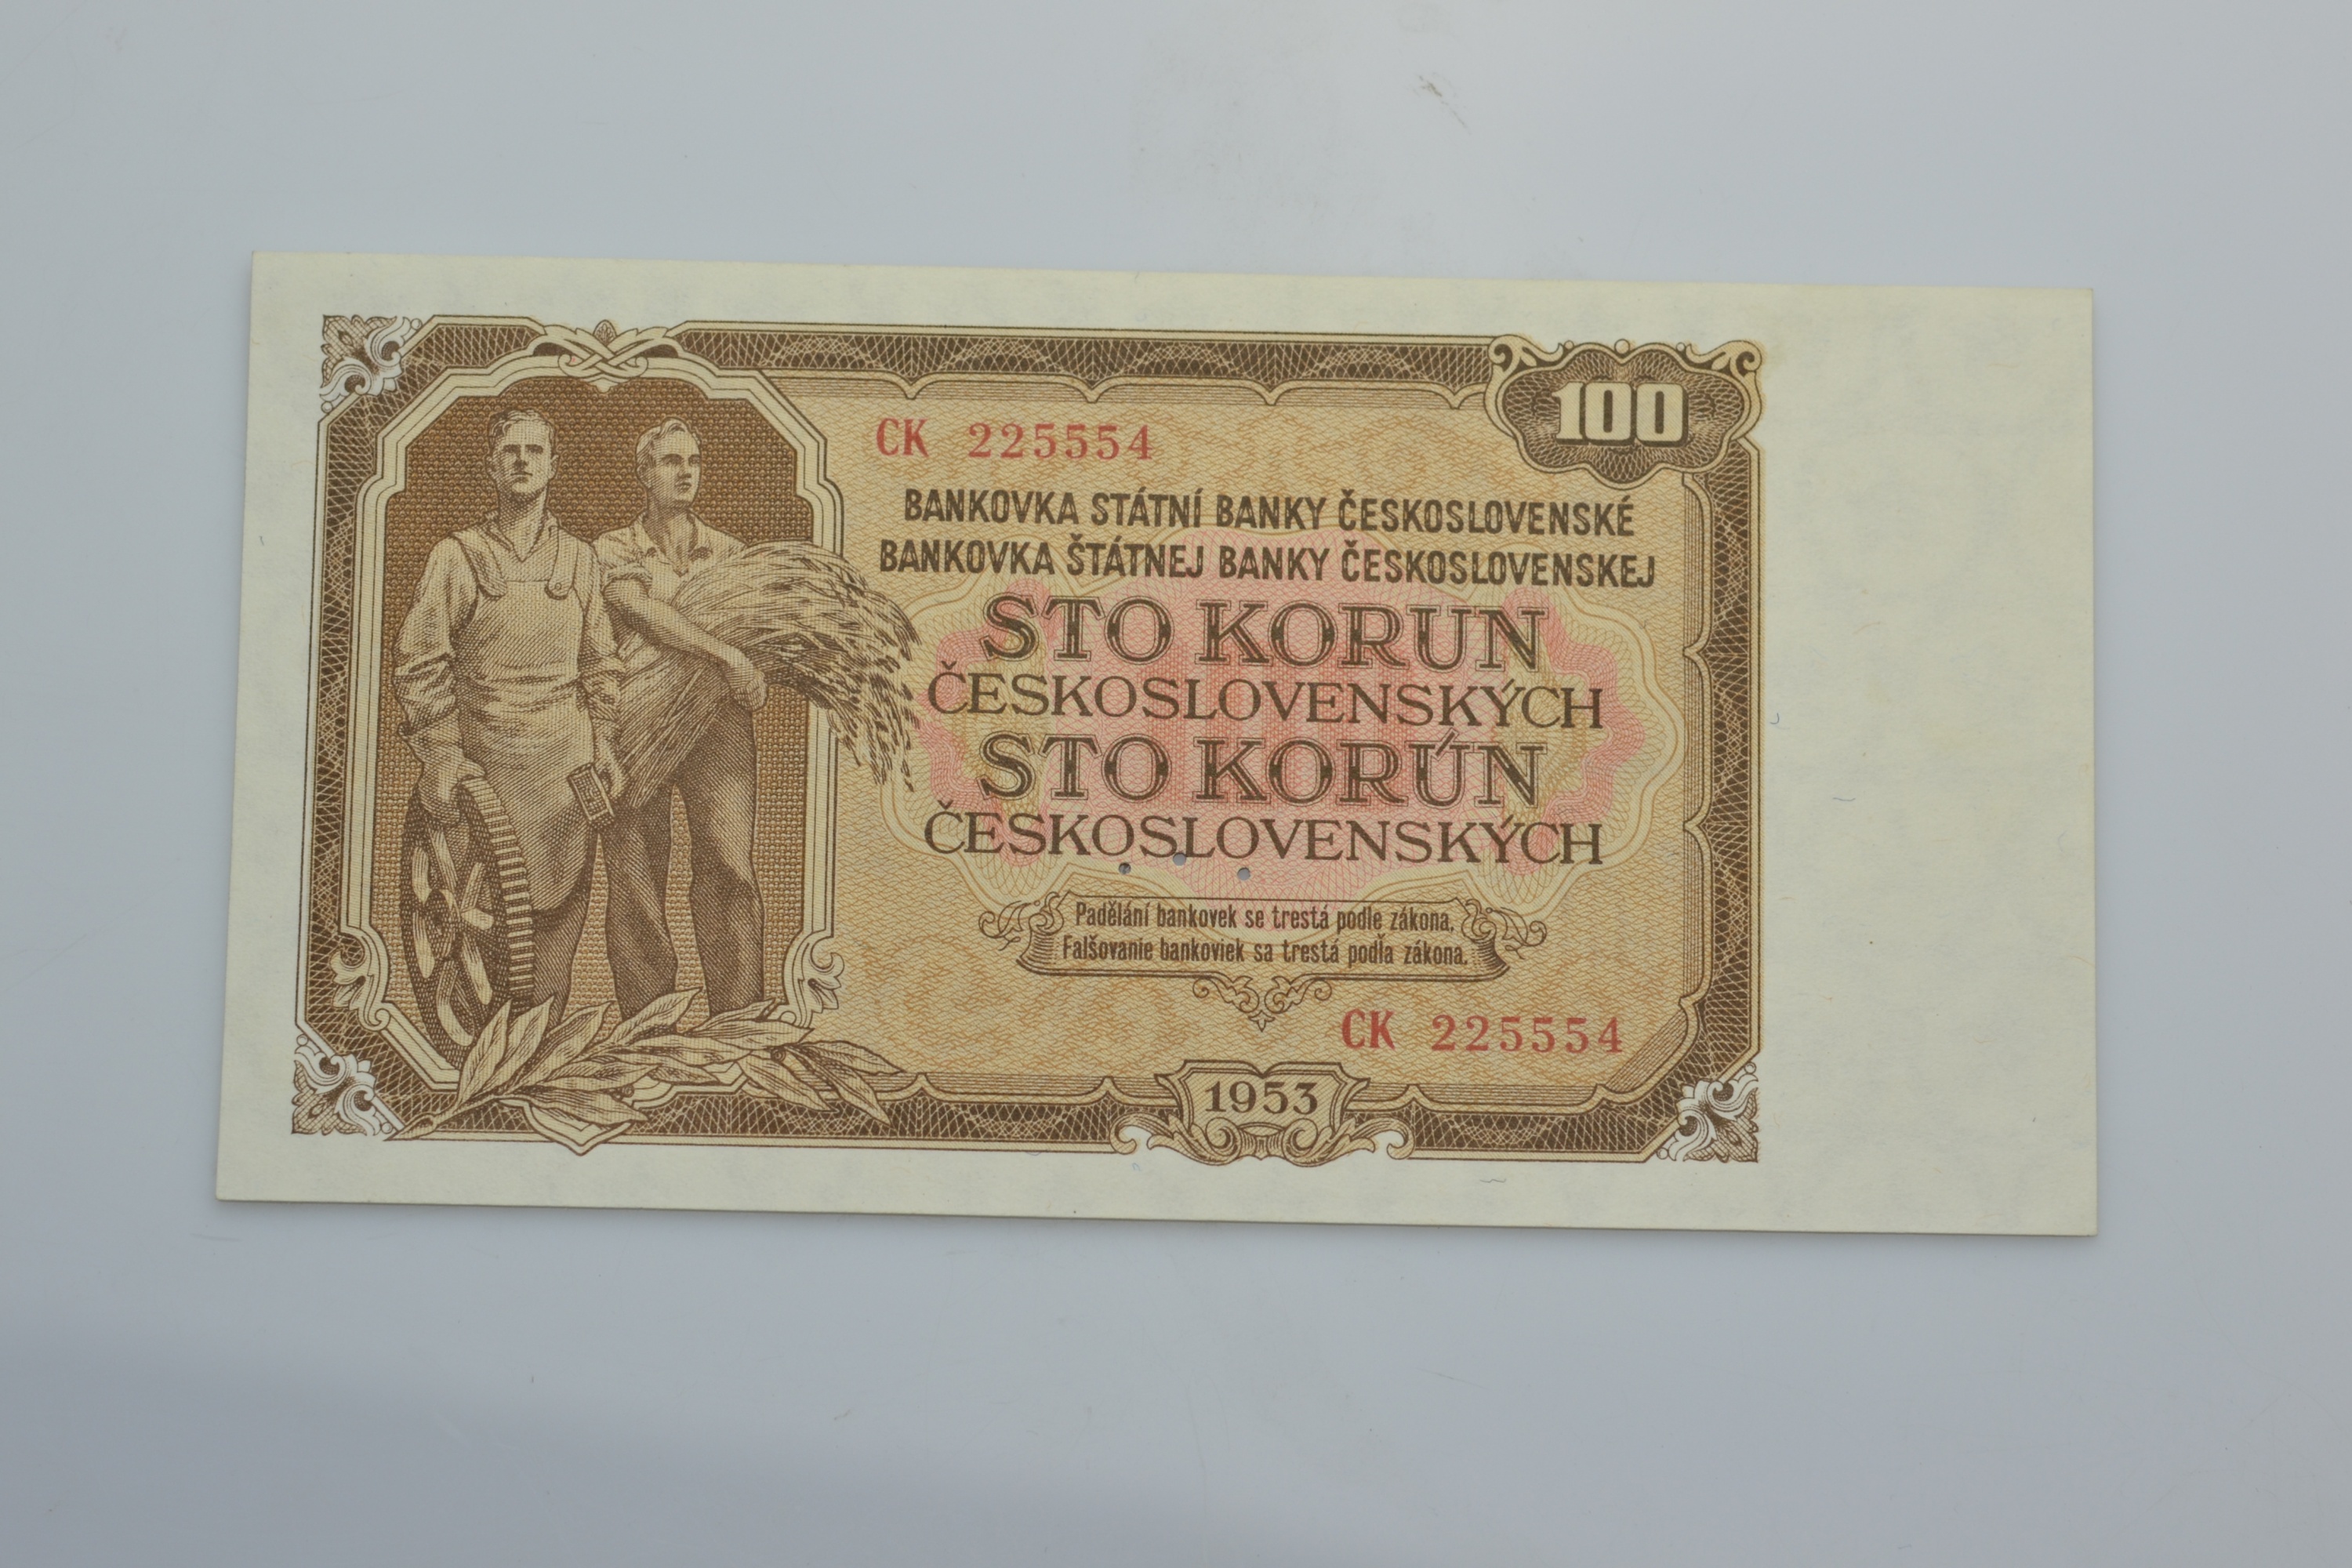 100
CK 225554
BANKOVKA STÁTNÍ BANKY ČESKOSLOVENSKÉ
BANKOVKA ŠTÁTNEJ BANKY ČESKOSLOVENSKEJ
STO KORUN
ČESKOSLOVENSKÝCH
STO KORÚN
ČESKOSLOVENSKÝCH
Padělání bankovek se trestá podle zákona.
Falšovanie bankoviek sa trestá podľa zákona.
CK 225554
1953